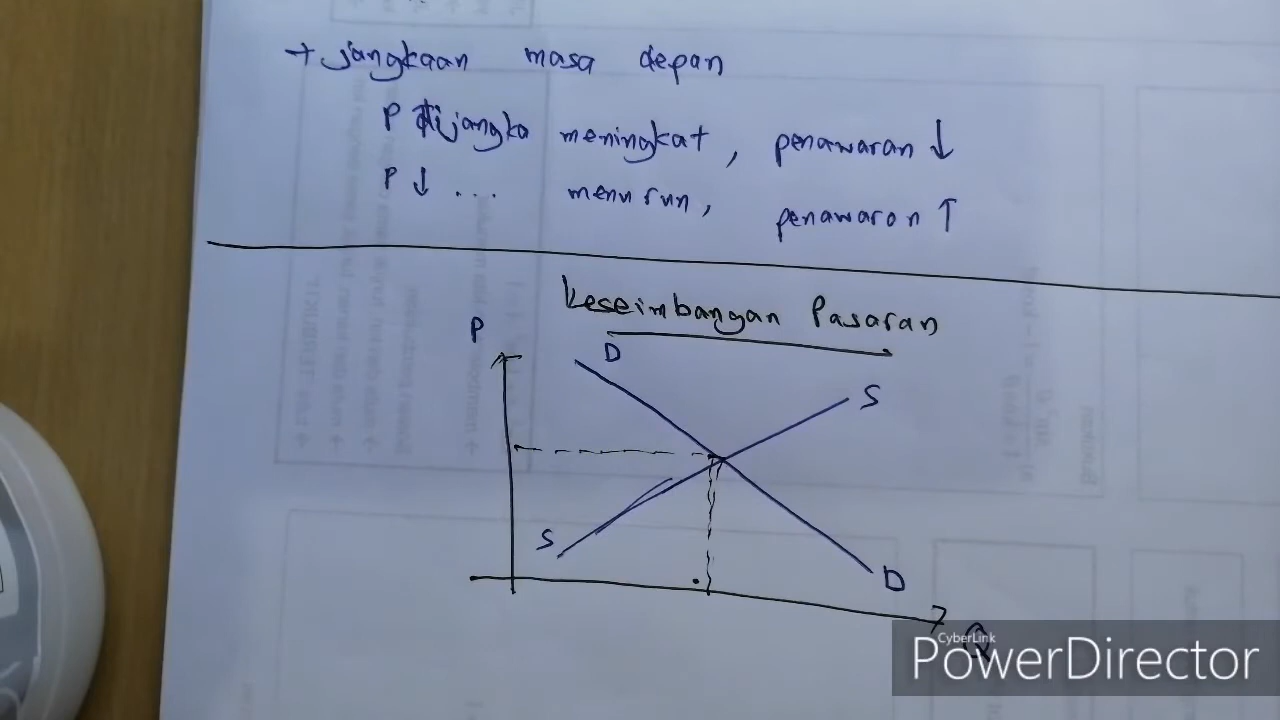 → jangkaan masa depan
P dijangka meningkat, penawaran ↓
P ↓ .... menurun, penawaran ↑
Keseimbangan Pasaran
P
D
S
S
D
Q
CyberLink
PowerDirector